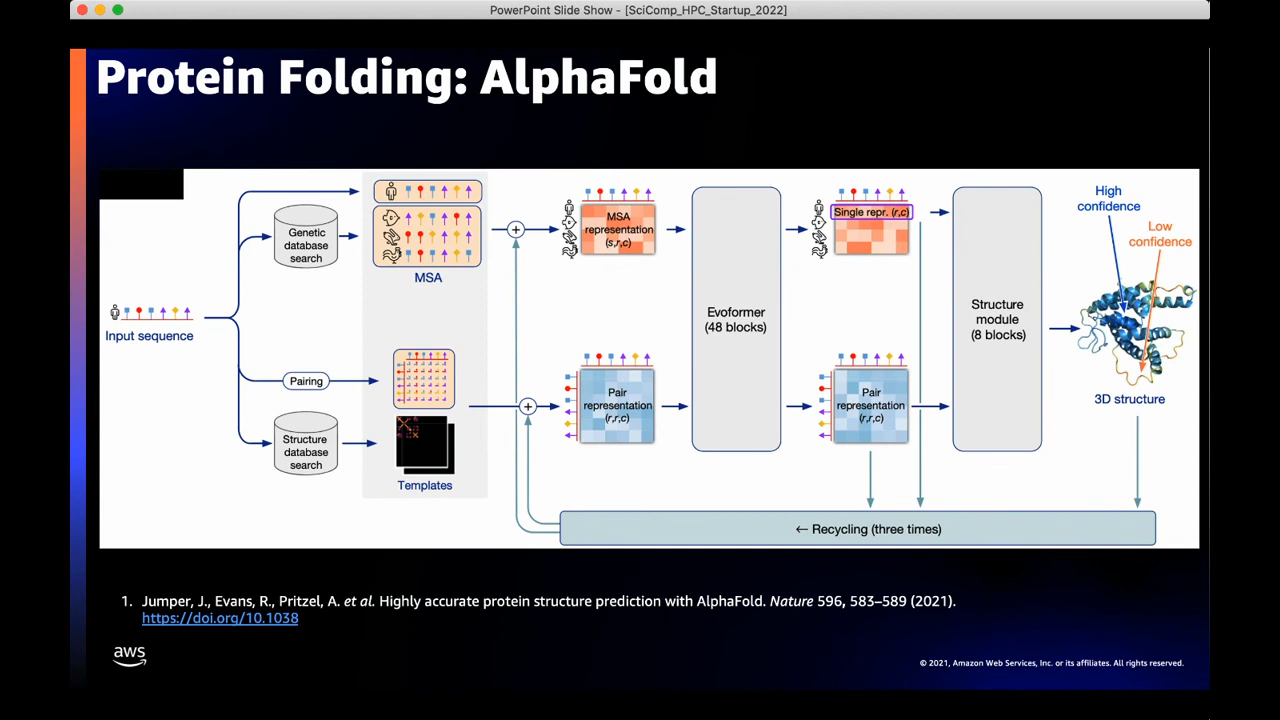 PowerPoint Slide Show - [SciComp_HPC_Startup_2022]
Protein Folding: AlphaFold
Input sequence
Genetic
database
search
Pairing
Structure
database
search
MSA
Templates
+
+
MSA
representation
(s,r,c)
Pair
representation
(r,r,c)
Evoformer
(48 blocks)
Single repr. (r,c)
Pair
representation
(r,r,c)
Structure
module
(8 blocks)
High
confidence
Low
confidence
3D structure
← Recycling (three times)
1. Jumper, J., Evans, R., Pritzel, A. et al. Highly accurate protein structure prediction with AlphaFold. Nature 596, 583–589 (2021).
https://doi.org/10.1038
aws
© 2021, Amazon Web Services, Inc. or its affiliates. All rights reserved.